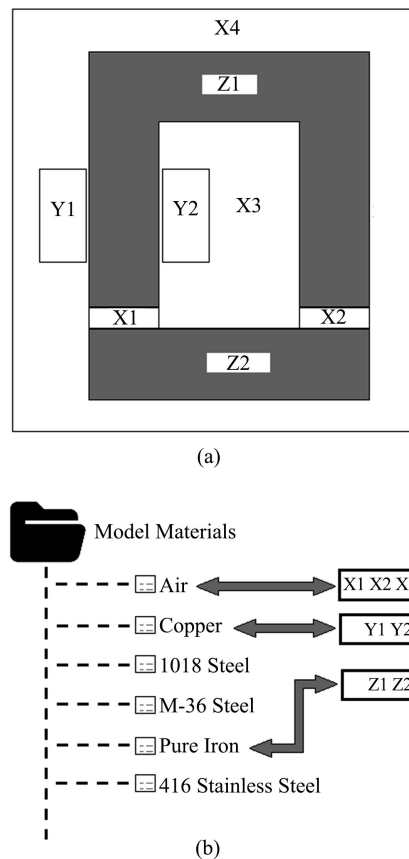 X4
Z1
Y1
Y2
X3
X1
X2
Z2
(a)
Model Materials
Air
X1 X2 X
Copper
Y1 Y2
1018 Steel
Z1 Z2
M-36 Steel
Pure Iron
416 Stainless Steel
(b)